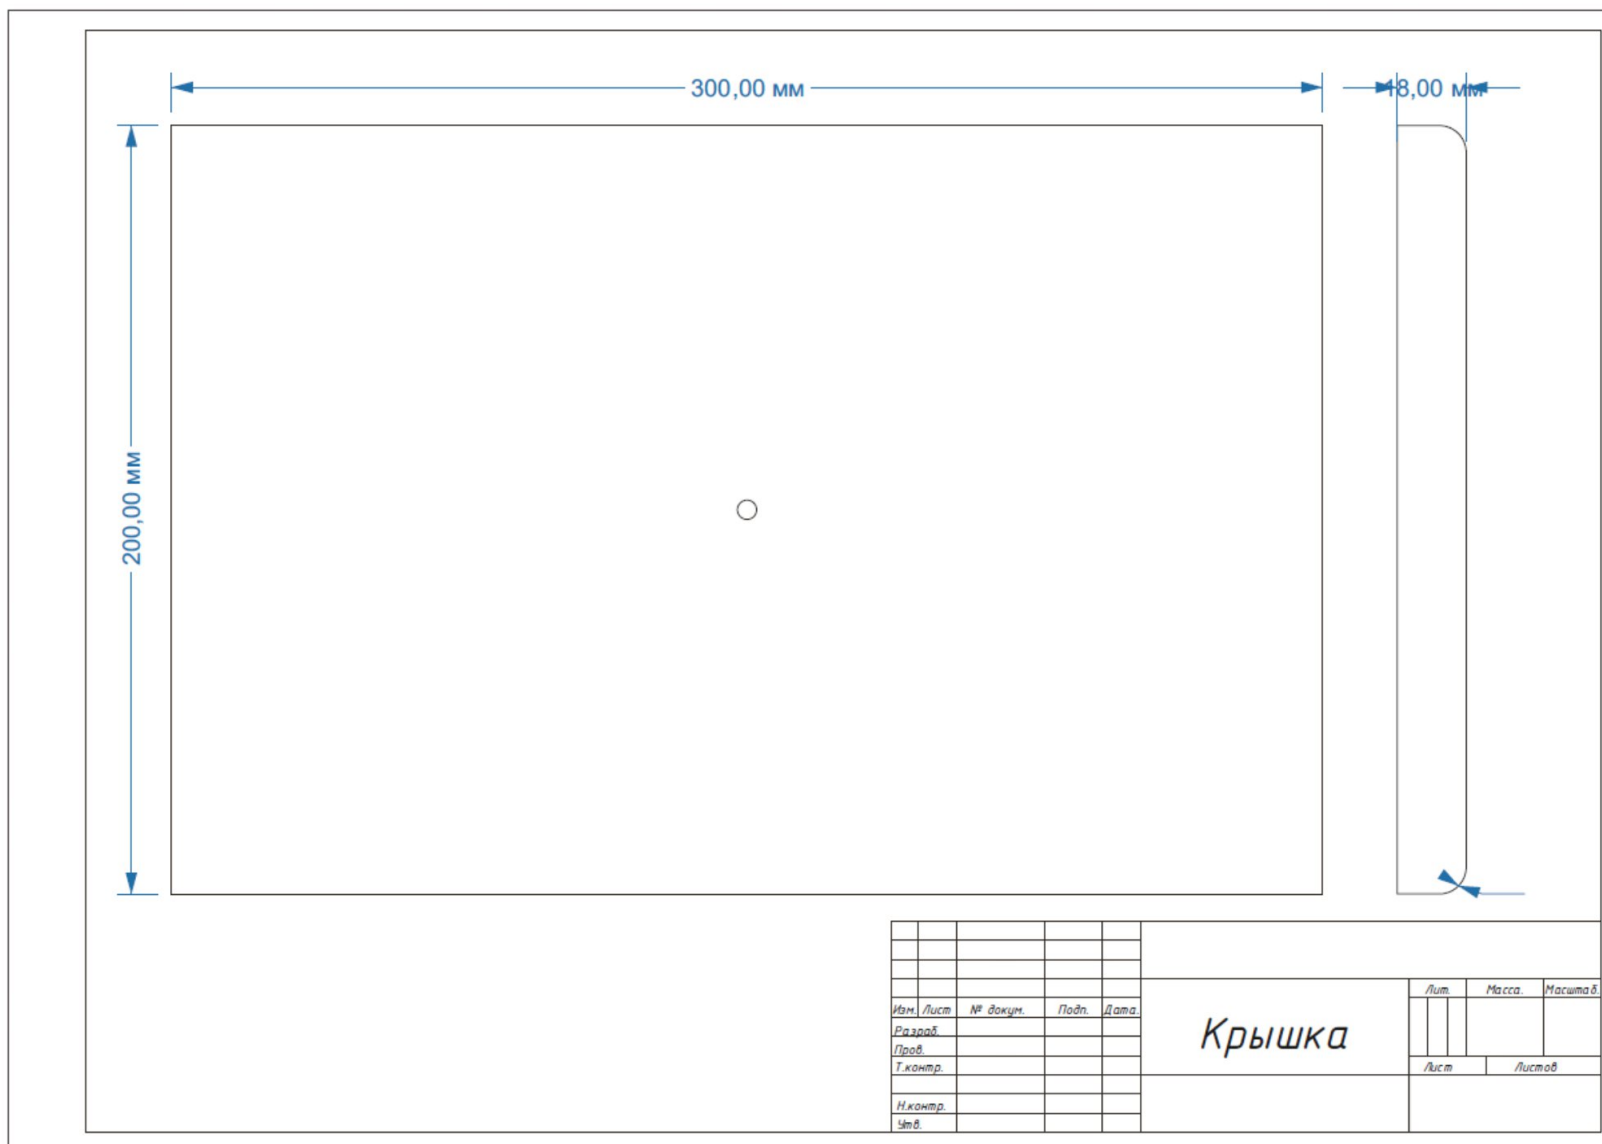 300,00 мм
18,00 мм
200,00 мм
Изм. Лист № докум. Подп. Дата.
Разраб.
Пров.
Т.контр.
Н.контр.
Утв.
Крышка
Лит. Масса. Масштаб.
Лист Листов